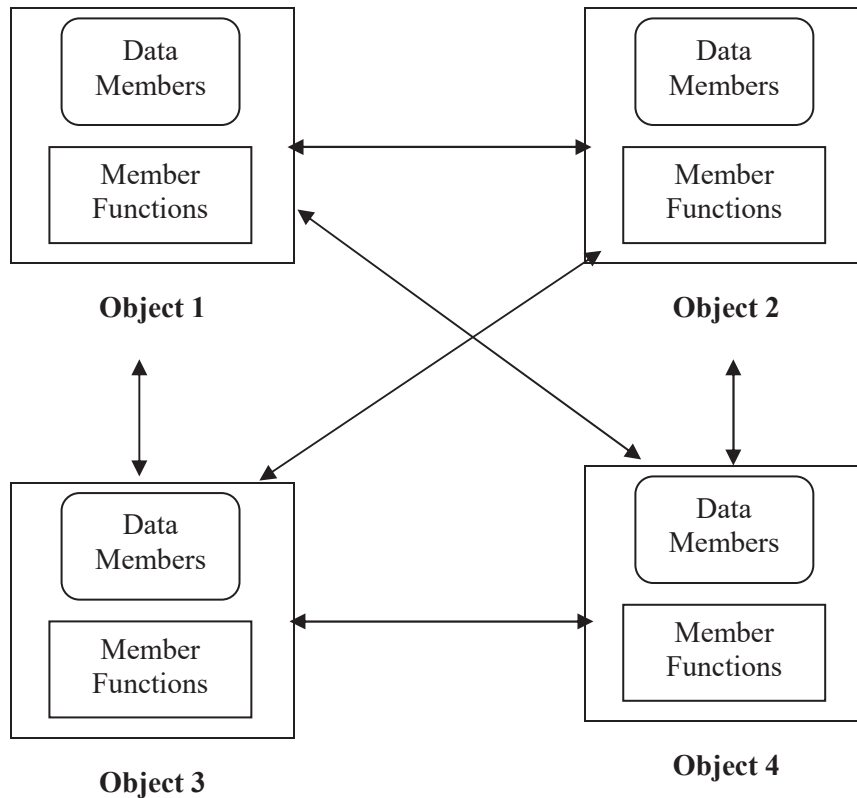 Data
Members
Member
Functions
Object 1
Data
Members
Member
Functions
Object 2
Data
Members
Member
Functions
Object 3
Data
Members
Member
Functions
Object 4